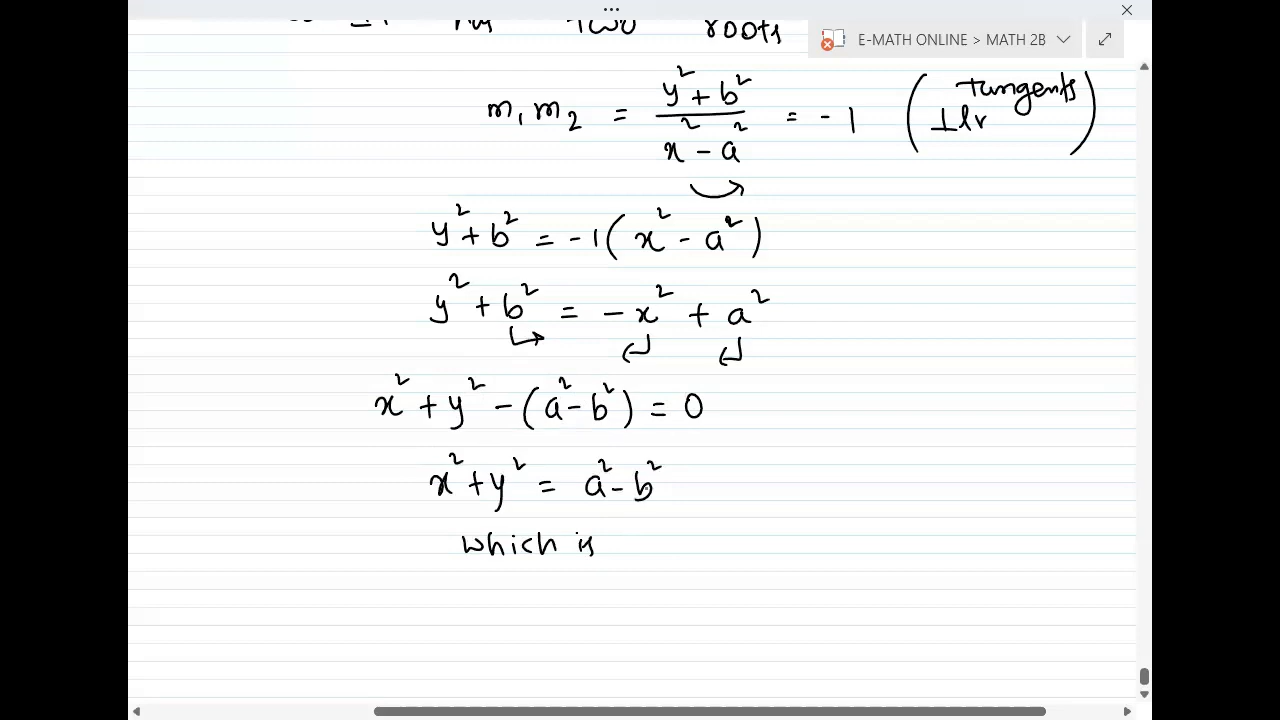 two roots
E-MATH ONLINE > MATH 2B
m₁m₂ = (y² + b²)/(x² - a²) = -1 (tangents ⊥lr)
y² + b² = -1(x² - a²)
y² + b² = -x² + a²
x² + y² - (a² - b²) = 0
x² + y² = a² - b²
which is